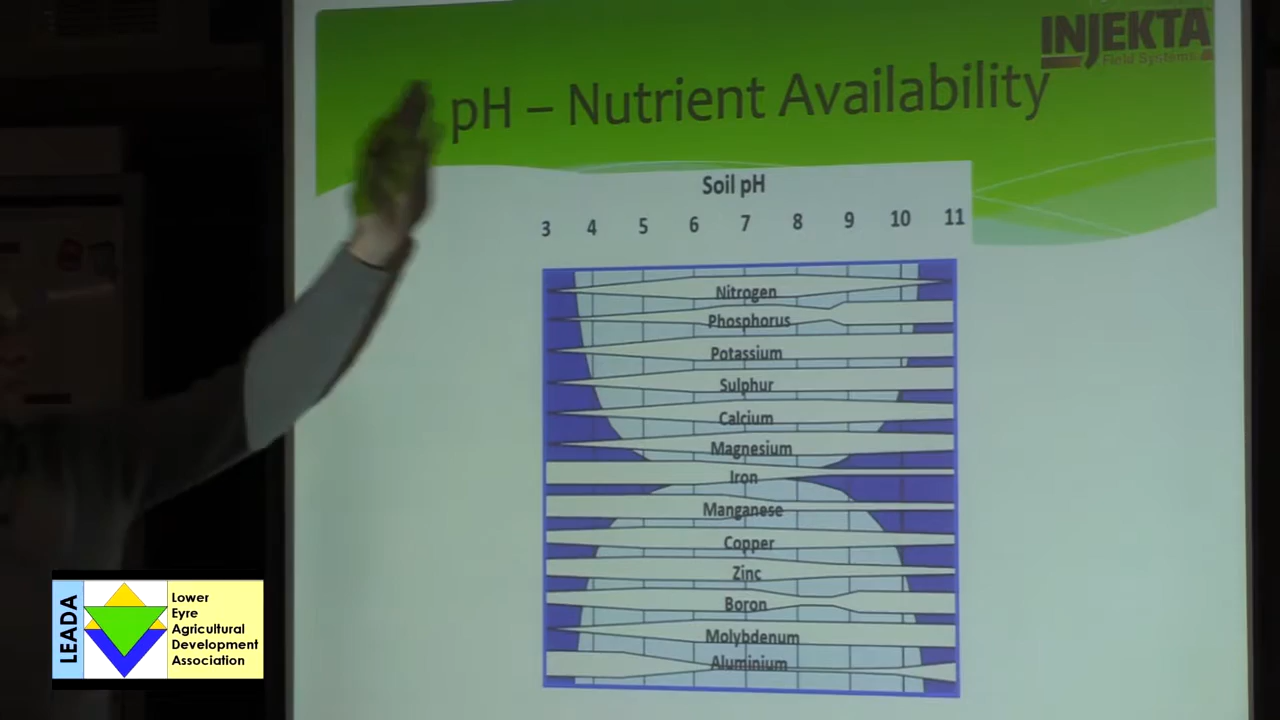 INJEKTA
Field Systems
pH – Nutrient Availability
Soil pH
3 4 5 6 7 8 9 10 11
Nitrogen
Phosphorus
Potassium
Sulphur
Calcium
Magnesium
Iron
Manganese
Copper
Zinc
Boron
Molybdenum
Aluminium
LEADA
Lower
Eyre
Agricultural
Development
Association